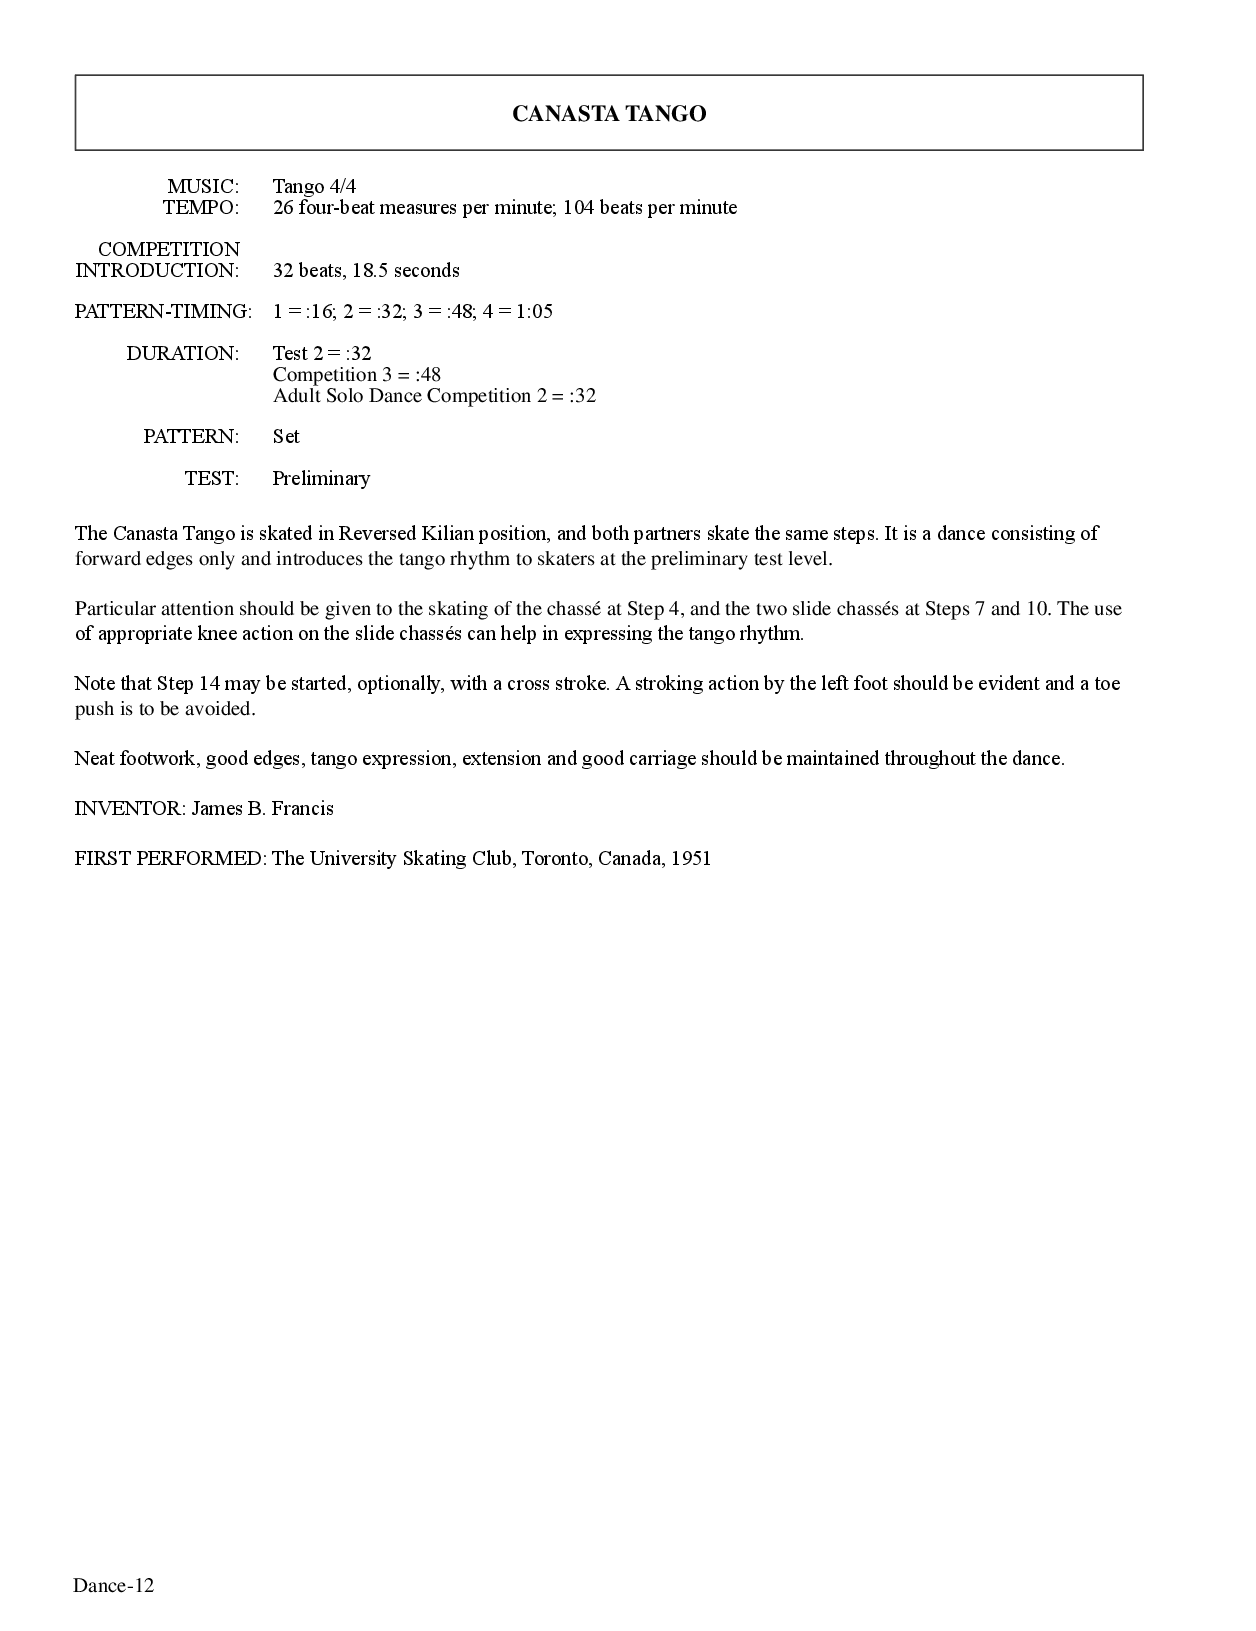 CANASTA TANGO
MUSIC: Tango 4/4
TEMPO: 26 four-beat measures per minute; 104 beats per minute
COMPETITION
INTRODUCTION: 32 beats, 18.5 seconds
PATTERN-TIMING: 1 = :16; 2 = :32; 3 = :48; 4 = 1:05
DURATION: Test 2 = :32
Competition 3 = :48
Adult Solo Dance Competition 2 = :32
PATTERN: Set
TEST: Preliminary
The Canasta Tango is skated in Reversed Kilian position, and both partners skate the same steps. It is a dance consisting of
forward edges only and introduces the tango rhythm to skaters at the preliminary test level.
Particular attention should be given to the skating of the chassé at Step 4, and the two slide chassés at Steps 7 and 10. The use
of appropriate knee action on the slide chassés can help in expressing the tango rhythm.
Note that Step 14 may be started, optionally, with a cross stroke. A stroking action by the left foot should be evident and a toe
push is to be avoided.
Neat footwork, good edges, tango expression, extension and good carriage should be maintained throughout the dance.
INVENTOR: James B. Francis
FIRST PERFORMED: The University Skating Club, Toronto, Canada, 1951
Dance-12